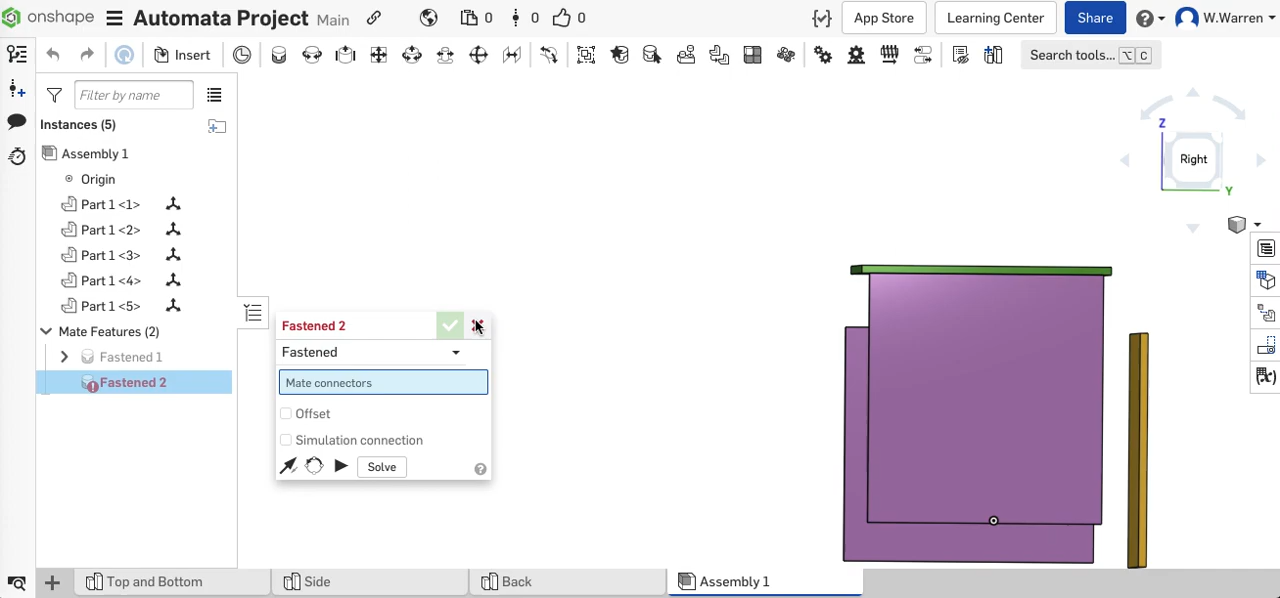 onshape Automata Project Main 0 0 0 App Store Learning Center Share W.Warren
Insert Search tools... ⌥ C
Filter by name
Instances (5)
Assembly 1
Origin
Part 1 <1>
Part 1 <2>
Part 1 <3>
Part 1 <4>
Part 1 <5>
Mate Features (2)
Fastened 1
Fastened 2
Fastened 2
Fastened
Mate connectors
Offset
Simulation connection
Solve
Z
Right
Y
Top and Bottom Side Back Assembly 1